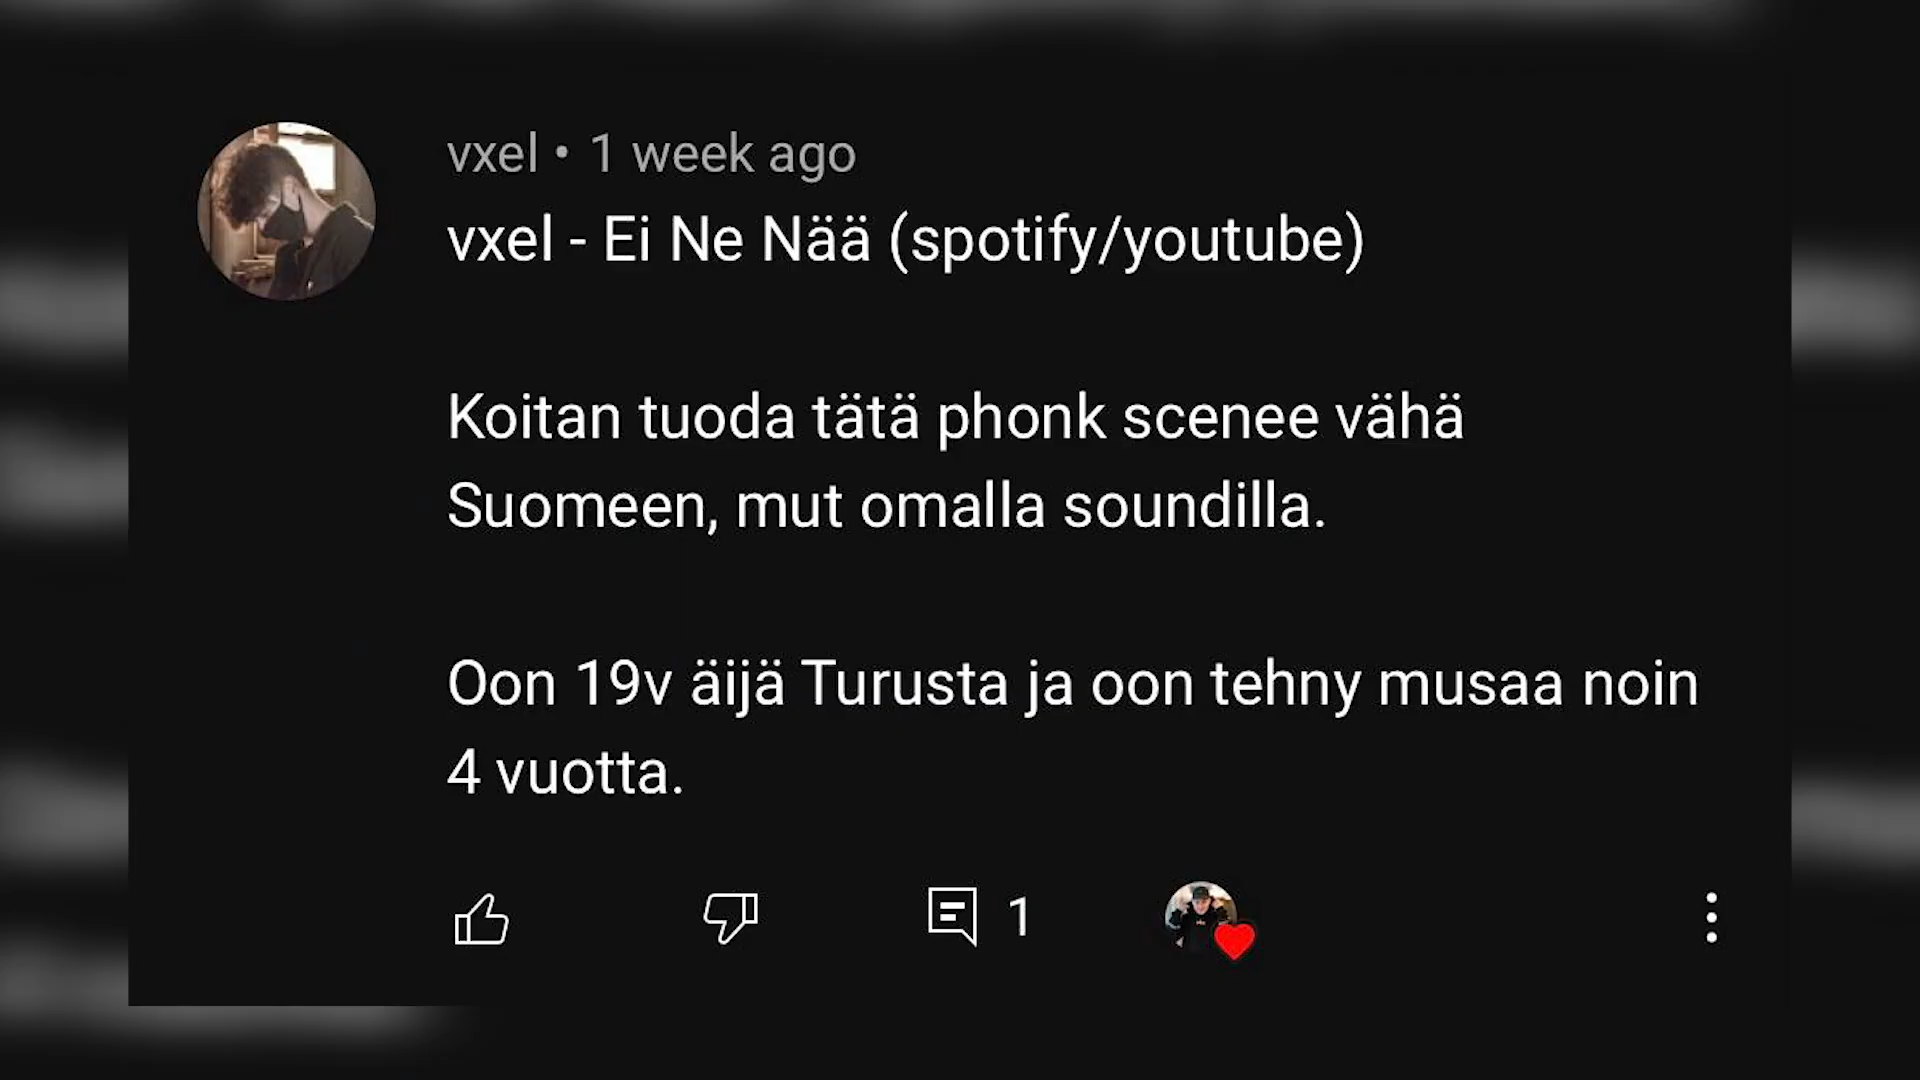 vxel • 1 week ago
vxel - Ei Ne Nää (spotify/youtube)
Koitan tuoda tätä phonk scenee vähä
Suomeen, mut omalla soundilla.
Oon 19v äijä Turusta ja oon tehny musaa noin
4 vuotta.
1